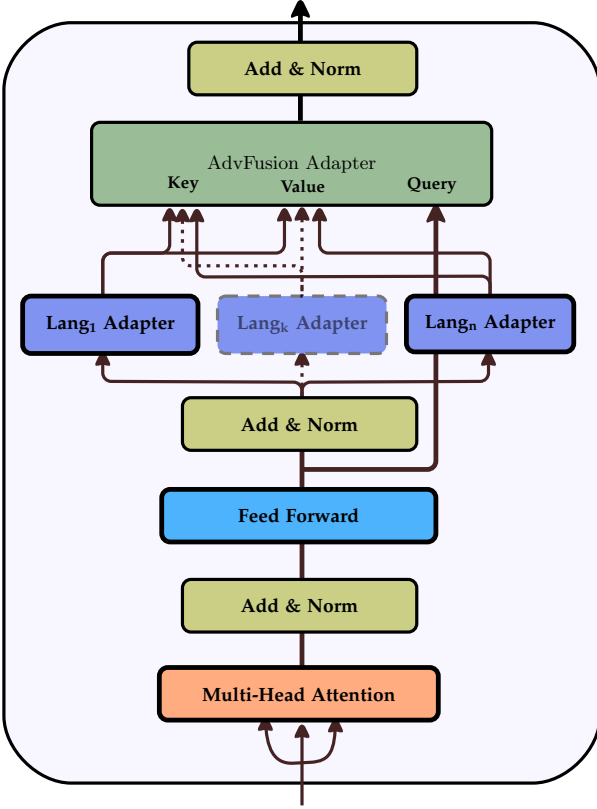 Add & Norm
AdvFusion Adapter
Key Value Query
Lang₁ Adapter Langₖ Adapter Langₙ Adapter
Add & Norm
Feed Forward
Add & Norm
Multi-Head Attention